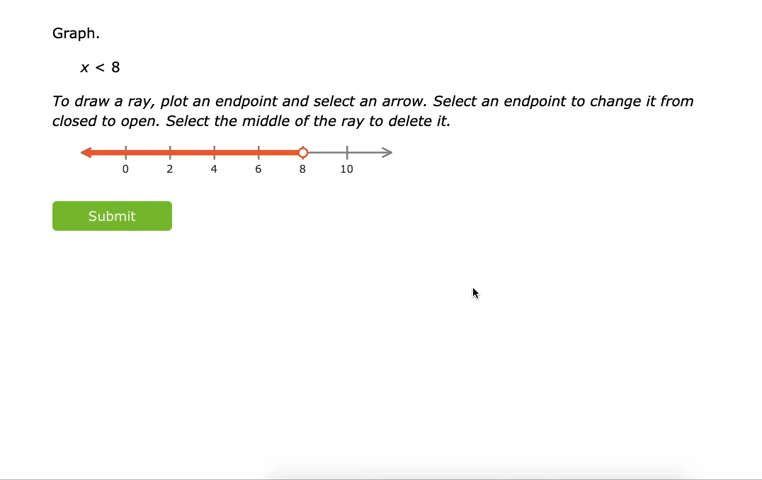 Graph.
x < 8
To draw a ray, plot an endpoint and select an arrow. Select an endpoint to change it from
closed to open. Select the middle of the ray to delete it.
0 2 4 6 8 10
Submit